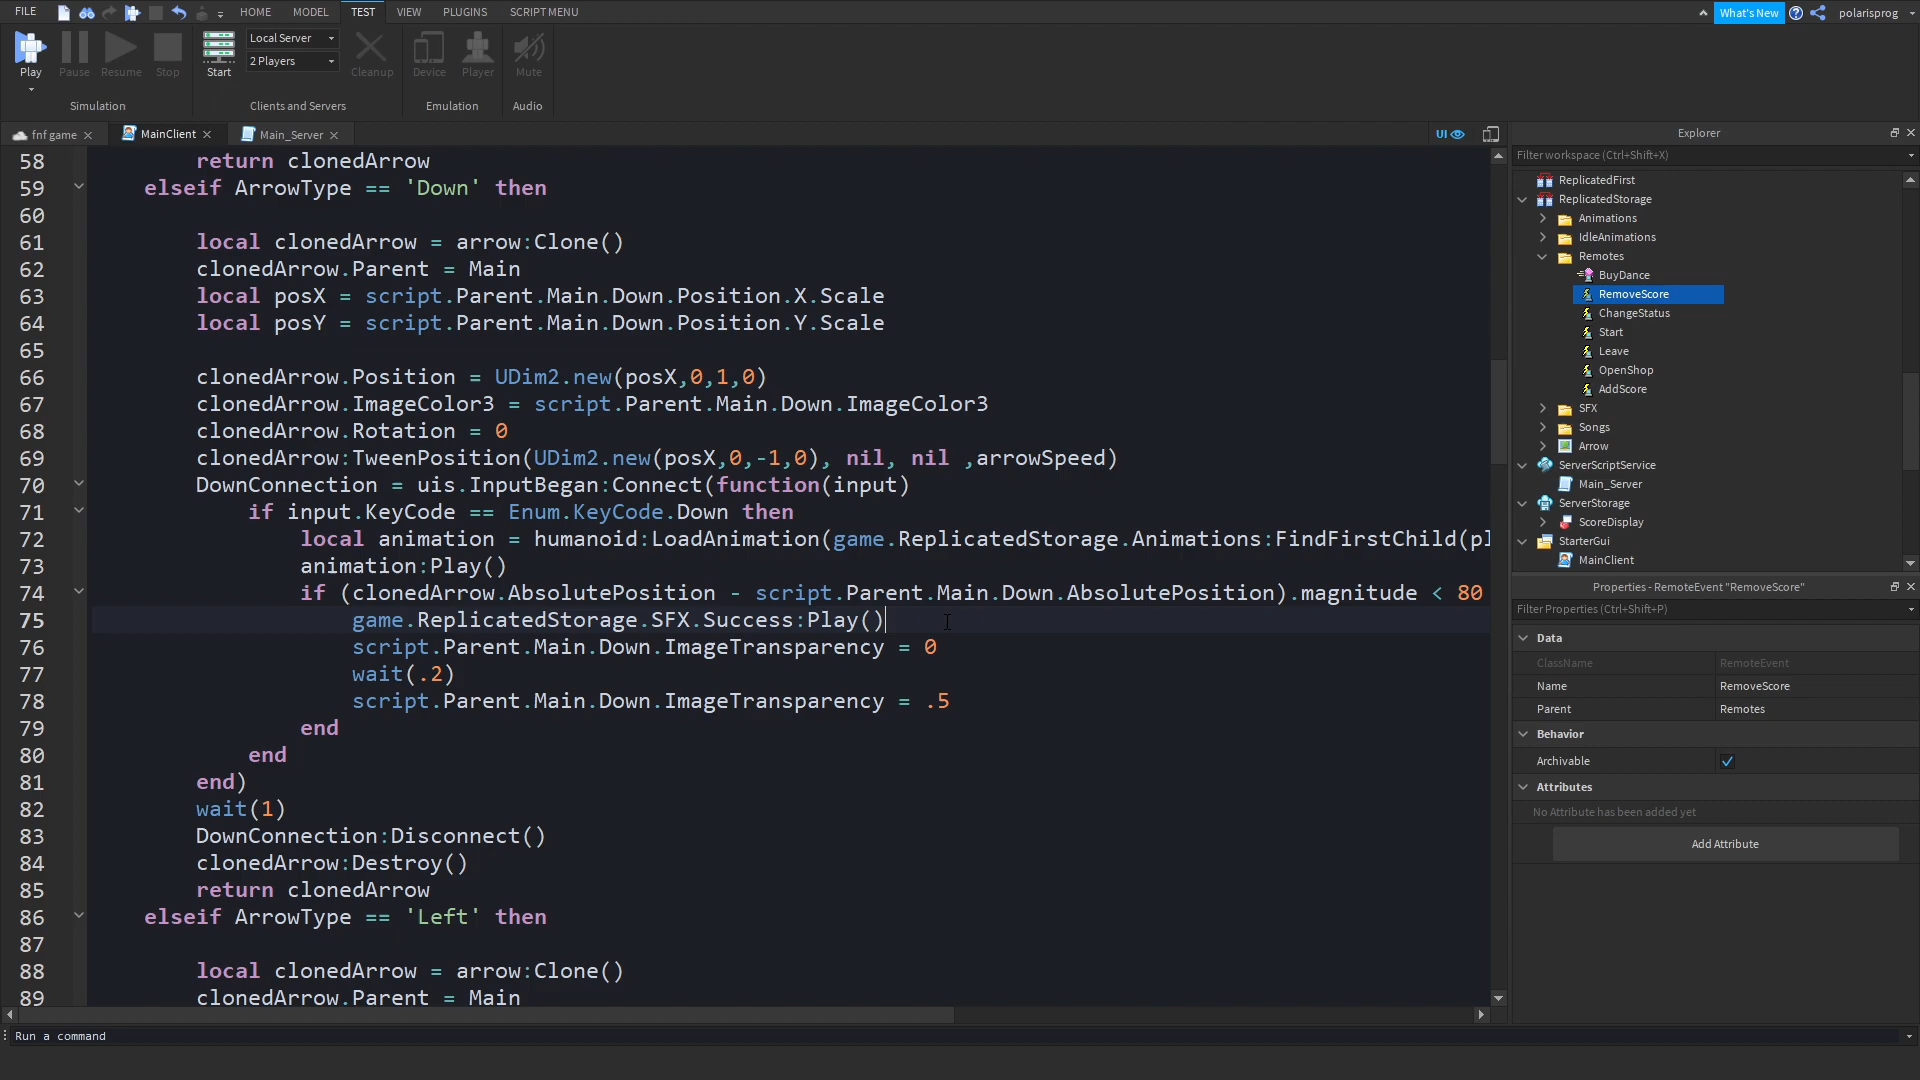 FILE HOME MODEL TEST VIEW PLUGINS SCRIPT MENU What's New polarisprog
Play Pause Resume Stop Start Local Server 2 Players Cleanup Device Player Mute
Simulation Clients and Servers Emulation Audio
fnf game MainClient Main_Server UI
58 return clonedArrow
59 elseif ArrowType == 'Down' then
60
61 local clonedArrow = arrow:Clone()
62 clonedArrow.Parent = Main
63 local posX = script.Parent.Main.Down.Position.X.Scale
64 local posY = script.Parent.Main.Down.Position.Y.Scale
65
66 clonedArrow.Position = UDim2.new(posX,0,1,0)
67 clonedArrow.ImageColor3 = script.Parent.Main.Down.ImageColor3
68 clonedArrow.Rotation = 0
69 clonedArrow:TweenPosition(UDim2.new(posX,0,-1,0), nil, nil ,arrowSpeed)
70 DownConnection = uis.InputBegan:Connect(function(input)
71 if input.KeyCode == Enum.KeyCode.Down then
72 local animation = humanoid:LoadAnimation(game.ReplicatedStorage.Animations:FindFirstChild(pl
73 animation:Play()
74 if (clonedArrow.AbsolutePosition - script.Parent.Main.Down.AbsolutePosition).magnitude < 80
75 game.ReplicatedStorage.SFX.Success:Play()
76 script.Parent.Main.Down.ImageTransparency = 0
77 wait(.2)
78 script.Parent.Main.Down.ImageTransparency = .5
79 end
80 end
81 end)
82 wait(1)
83 DownConnection:Disconnect()
84 clonedArrow:Destroy()
85 return clonedArrow
86 elseif ArrowType == 'Left' then
87
88 local clonedArrow = arrow:Clone()
89 clonedArrow.Parent = Main
Run a command
Explorer
Filter workspace (Ctrl+Shift+X)
ReplicatedFirst
ReplicatedStorage
Animations
IdleAnimations
Remotes
BuyDance
RemoveScore
ChangeStatus
Start
Leave
OpenShop
AddScore
SFX
Songs
Arrow
ServerScriptService
Main_Server
ServerStorage
ScoreDisplay
StarterGui
MainClient
Properties - RemoteEvent "RemoveScore"
Filter Properties (Ctrl+Shift+P)
Data
ClassName RemoteEvent
Name RemoveScore
Parent Remotes
Behavior
Archivable
Attributes
No Attribute has been added yet
Add Attribute